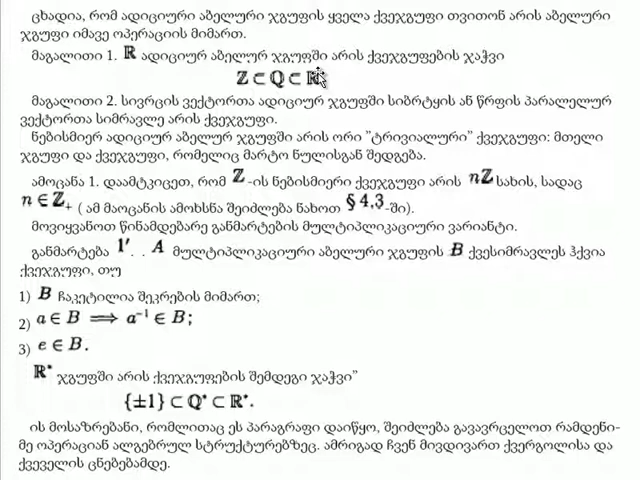 ცხადია, რომ ადიციური აბელური ჯგუფის ყველა ქვეჯგუფი თვითონ არის აბელური
ჯგუფი იმავე ოპერაციის მიმართ.
მაგალითი 1. ℝ ადიციურ აბელურ ჯგუფში არის ქვეჯგუფების ჯაჭვი
ℤ ⊂ ℚ ⊂ ℝ
მაგალითი 2. სივრცის ვექტორთა ადიციურ ჯგუფში სიბრტყის ან წრფის პარალელურ
ვექტორთა სიმრავლე არის ქვეჯგუფი.
ნებისმიერ ადიციურ აბელურ ჯგუფში არის ორი ”ტრივიალური” ქვეჯგუფი: მთელი
ჯგუფი და ქვეჯგუფი, რომელიც მარტო ნულისგან შედგება.
ამოცანა 1. დაამტკიცეთ, რომ ℤ -ის ნებისმიერი ქვეჯგუფი არის nℤ სახის, სადაც
n ∈ ℤ₊ ( ამ მაოცანის ამოხსნა შეიძლება ნახოთ § 4.3-ში).
მოვიყვანოთ წინამდებარე განმარტების მულტიპლიკაციური ვარიანტი.
განმარტება 1′. . A მულტიპლიკაციური აბელური ჯგუფის B ქვესიმრავლეს ჰქვია
ქვეჯგუფი, თუ
1) B ჩაკეტილია შეკრების მიმართ;
2) a ∈ B ⟹ a⁻¹ ∈ B;
3) e ∈ B.
ℝ* ჯგუფში არის ქვეჯგუფების შემდეგი ჯაჭვი”
{±1} ⊂ ℚ* ⊂ ℝ*.
ის მოსაზრებანი, რომლითაც ეს პარაგრაფი დაიწყო, შეიძლება გავავრცელოთ რამდენი-
მე ოპერაციან ალგებრულ სტრუქტურებზეც. ამრიგად ჩვენ მივდივართ ქვერგოლისა და
ქვეველის ცნებებამდე.